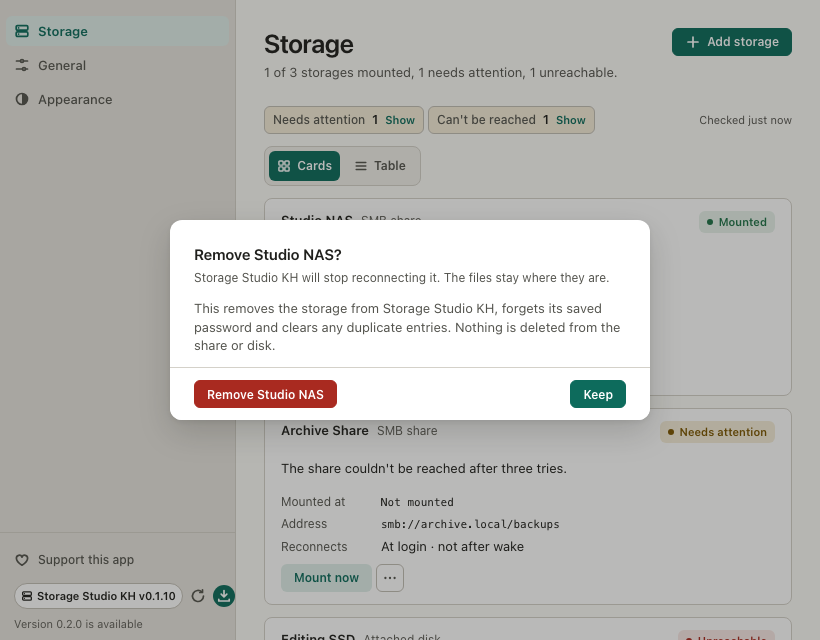 Storage
General
Appearance
Support this app
Storage Studio KH v0.1.10
Version 0.2.0 is available
Storage
Add storage
1 of 3 storages mounted, 1 needs attention, 1 unreachable.
Needs attention 1 Show
Can't be reached 1 Show
Checked just now
Cards
Table
Studio NAS SMB share
Mounted
Remove Studio NAS?
Storage Studio KH will stop reconnecting it. The files stay where they are.
This removes the storage from Storage Studio KH, forgets its saved
password and clears any duplicate entries. Nothing is deleted from the
share or disk.
Remove Studio NAS
Keep
Archive Share SMB share
Needs attention
The share couldn't be reached after three tries.
Mounted at Not mounted
Address smb://archive.local/backups
Reconnects At login · not after wake
Mount now
Editing SSD Attached disk
Unreachable